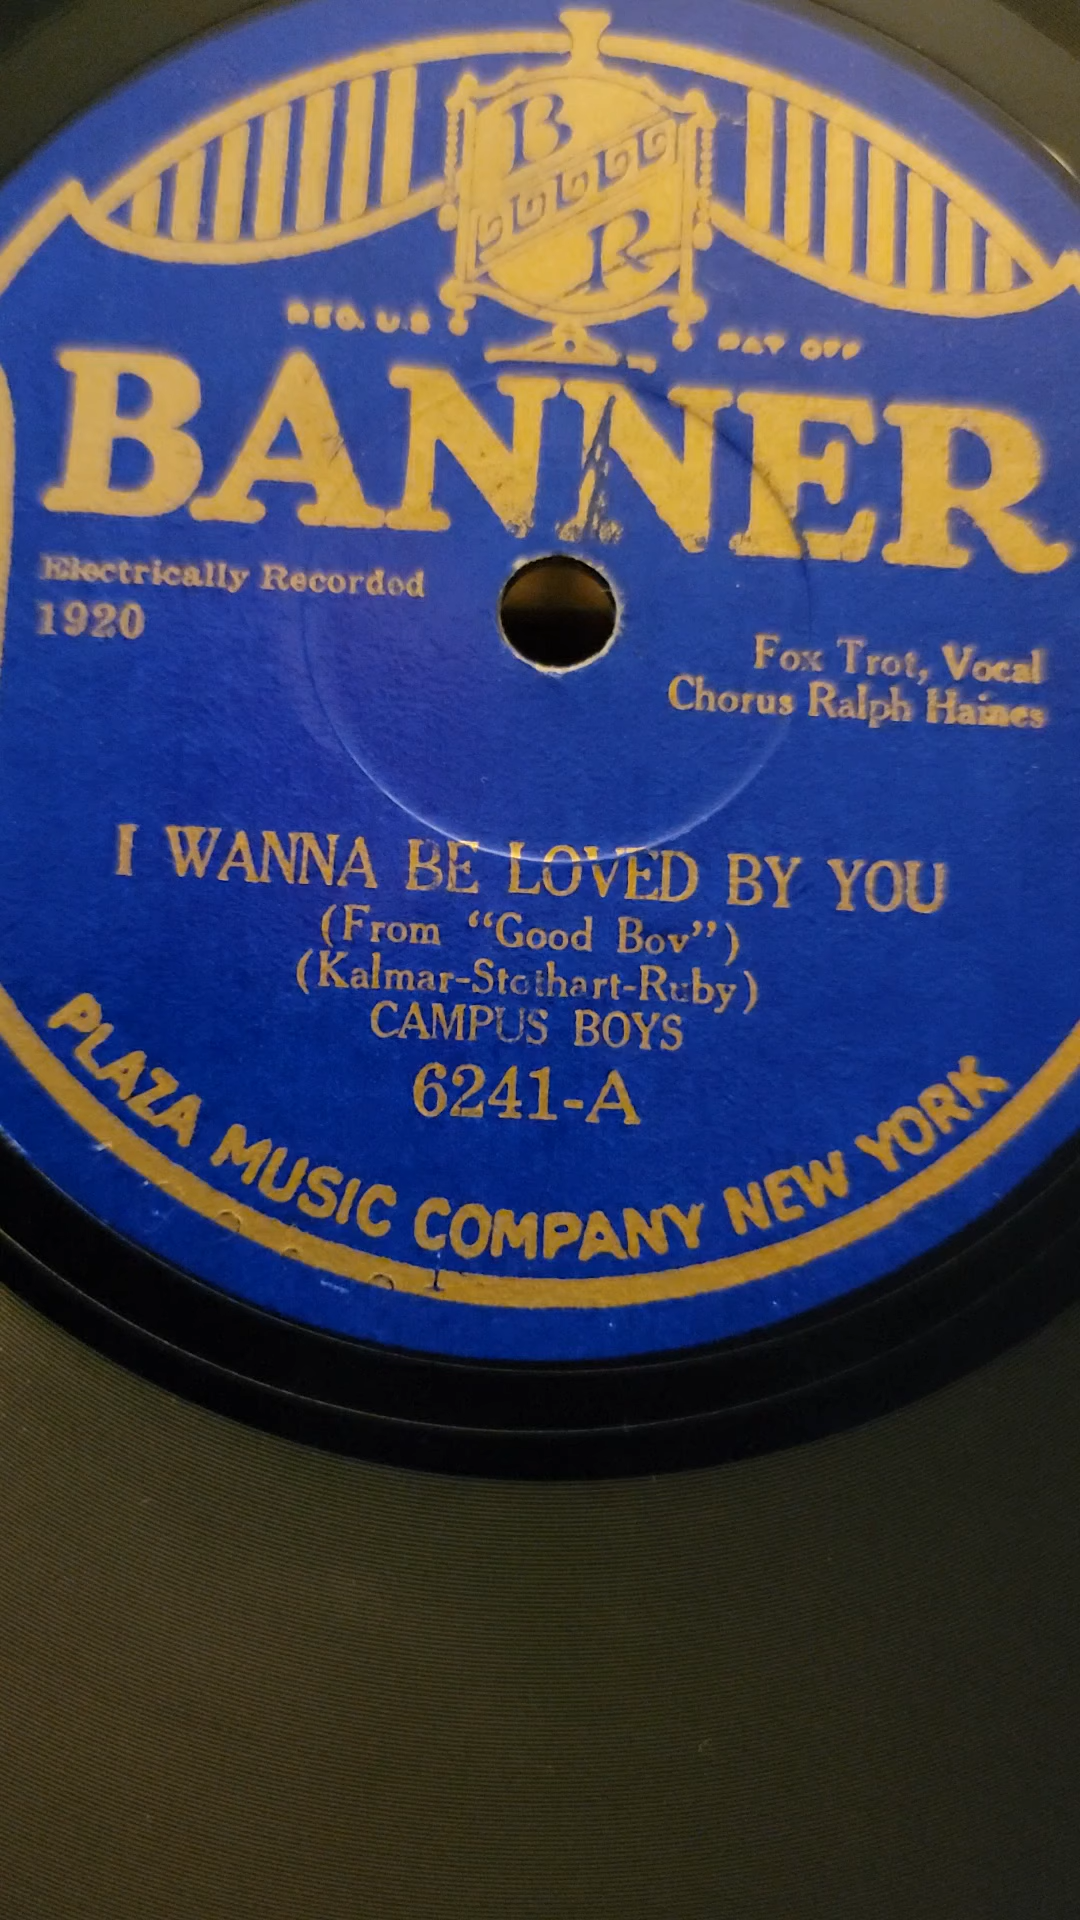 B
R
REG. U.S. PAT OFF
BANNER
Electrically Recorded
1920
Fox Trot, Vocal
Chorus Ralph Haines
I WANNA BE LOVED BY YOU
(From “Good Boy”)
(Kalmar-Stothart-Ruby)
CAMPUS BOYS
6241-A
PLAZA MUSIC COMPANY NEW YORK